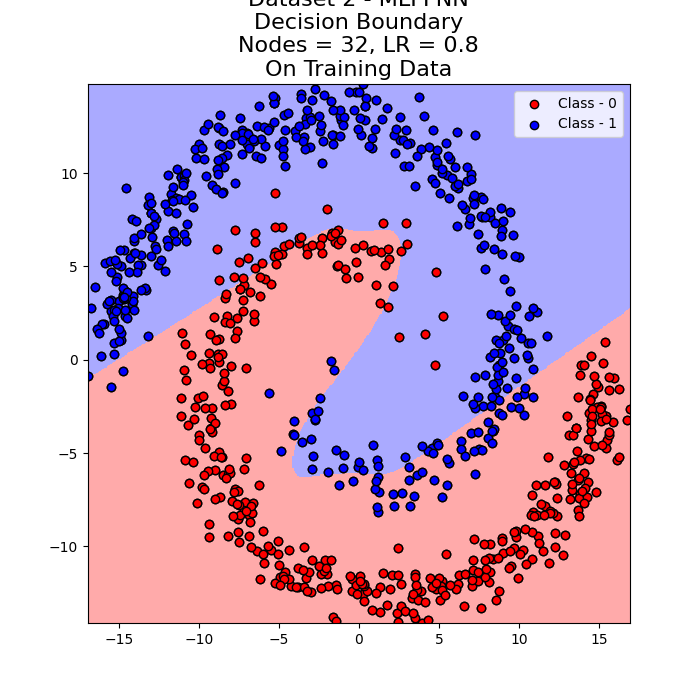 Dataset 2 - MLFFNN
Decision Boundary
Nodes = 32, LR = 0.8
On Training Data
Class - 0
Class - 1
10
5
0
−5
−10
−15
−10
−5
0
5
10
15